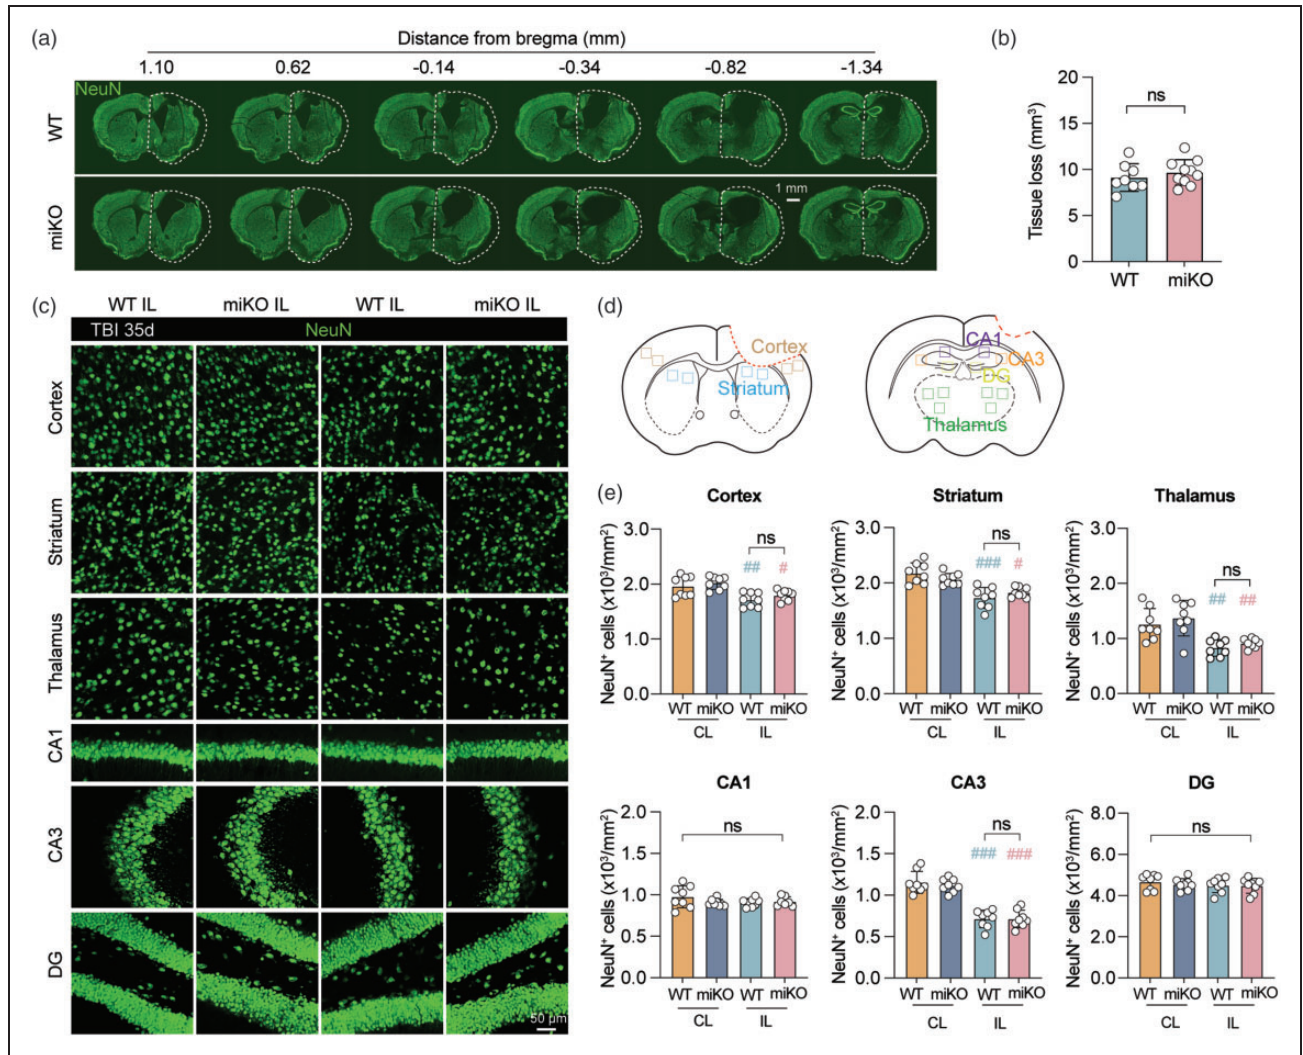 (a)
Distance from bregma (mm)
1.10 0.62 -0.14 -0.34 -0.82 -1.34
NeuN
WT
miKO
1 mm
(b)
Tissue loss (mm³)
20
15
10
5
0
ns
WT miKO
(c)
WT IL miKO IL WT IL miKO IL
TBI 35d NeuN
Cortex
Striatum
Thalamus
CA1
CA3
DG
50 µm
(d)
Cortex
Striatum
CA1
CA3
DG
Thalamus
(e)
Cortex
NeuN⁺ cells (x10³/mm²)
3.0
2.0
1.0
0.0
ns
## #
WT miKO WT miKO
CL IL
Striatum
NeuN⁺ cells (x10³/mm²)
3.0
2.0
1.0
0.0
ns
### #
WT miKO WT miKO
CL IL
Thalamus
NeuN⁺ cells (x10³/mm²)
3.0
2.0
1.0
0.0
ns
## ##
WT miKO WT miKO
CL IL
CA1
NeuN⁺ cells (x10³/mm²)
2.0
1.5
1.0
0.5
0.0
ns
WT miKO WT miKO
CL IL
CA3
NeuN⁺ cells (x10³/mm²)
2.0
1.5
1.0
0.5
0.0
ns
### ###
WT miKO WT miKO
CL IL
DG
NeuN⁺ cells (x10³/mm²)
8.0
6.0
4.0
2.0
0.0
ns
WT miKO WT miKO
CL IL